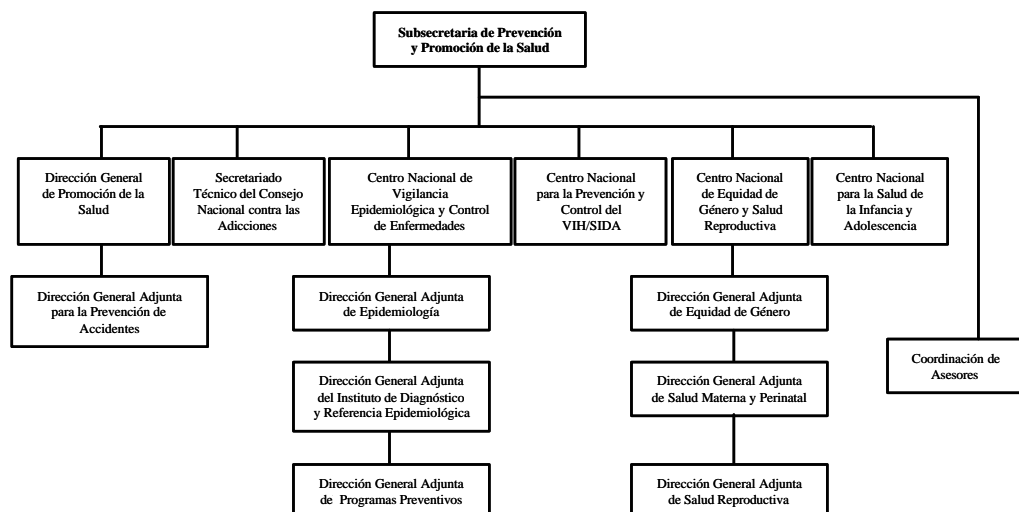 Subsecretaria de Prevención
y Promoción de la Salud
Dirección General
de Promoción de la
Salud
Secretariado
Técnico del Consejo
Nacional contra las
Adicciones
Centro Nacional de
Vigilancia
Epidemiológica y Control
de Enfermedades
Centro Nacional
para la Prevención y
Control del
VIH/SIDA
Centro Nacional
de Equidad de
Género y Salud
Reproductiva
Centro Nacional
para la Salud de
la Infancia y
Adolescencia
Dirección General Adjunta
para la Prevención de
Accidentes
Dirección General Adjunta
de Epidemiología
Dirección General Adjunta
de Equidad de Género
Coordinación de
Asesores
Dirección General Adjunta
del Instituto de Diagnóstico
y Referencia Epidemiológica
Dirección General Adjunta
de Salud Materna y Perinatal
Dirección General Adjunta
de Programas Preventivos
Dirección General Adjunta
de Salud Reproductiva